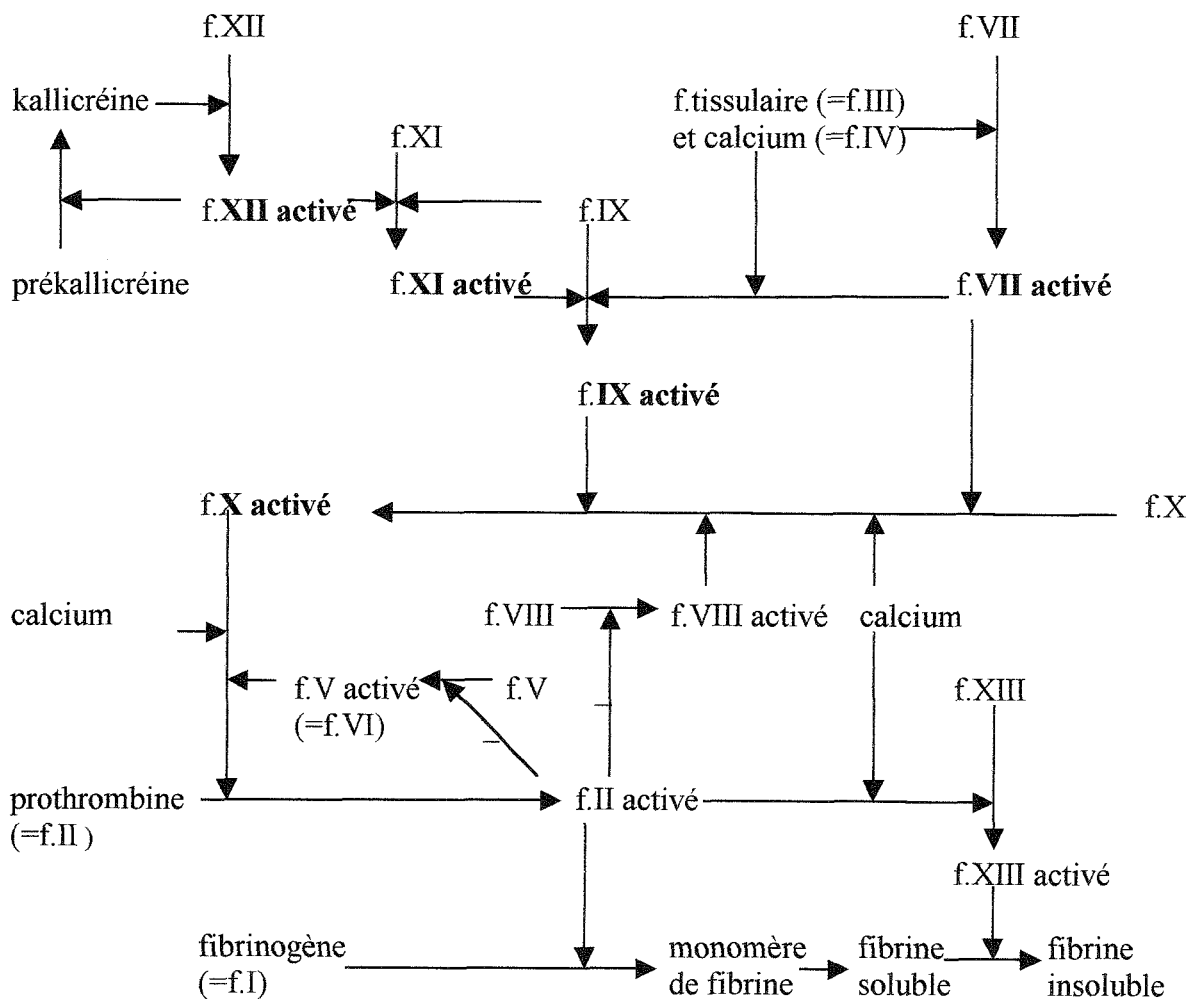 f.XII
f.VII
kallicréine
f.tissulaire (=f.III)
et calcium (=f.IV)
f.XI
f.XII activé
f.IX
prékallicréine
f.XI activé
f.VII activé
f.IX activé
f.X activé
f.X
calcium
f.VIII
f.VIII activé
calcium
f.V activé
(=f.VI)
f.V
f.XIII
prothrombine
(=f.II )
f.II activé
f.XIII activé
fibrinogène
(=f.I)
monomère
de fibrine
fibrine
soluble
fibrine
insoluble